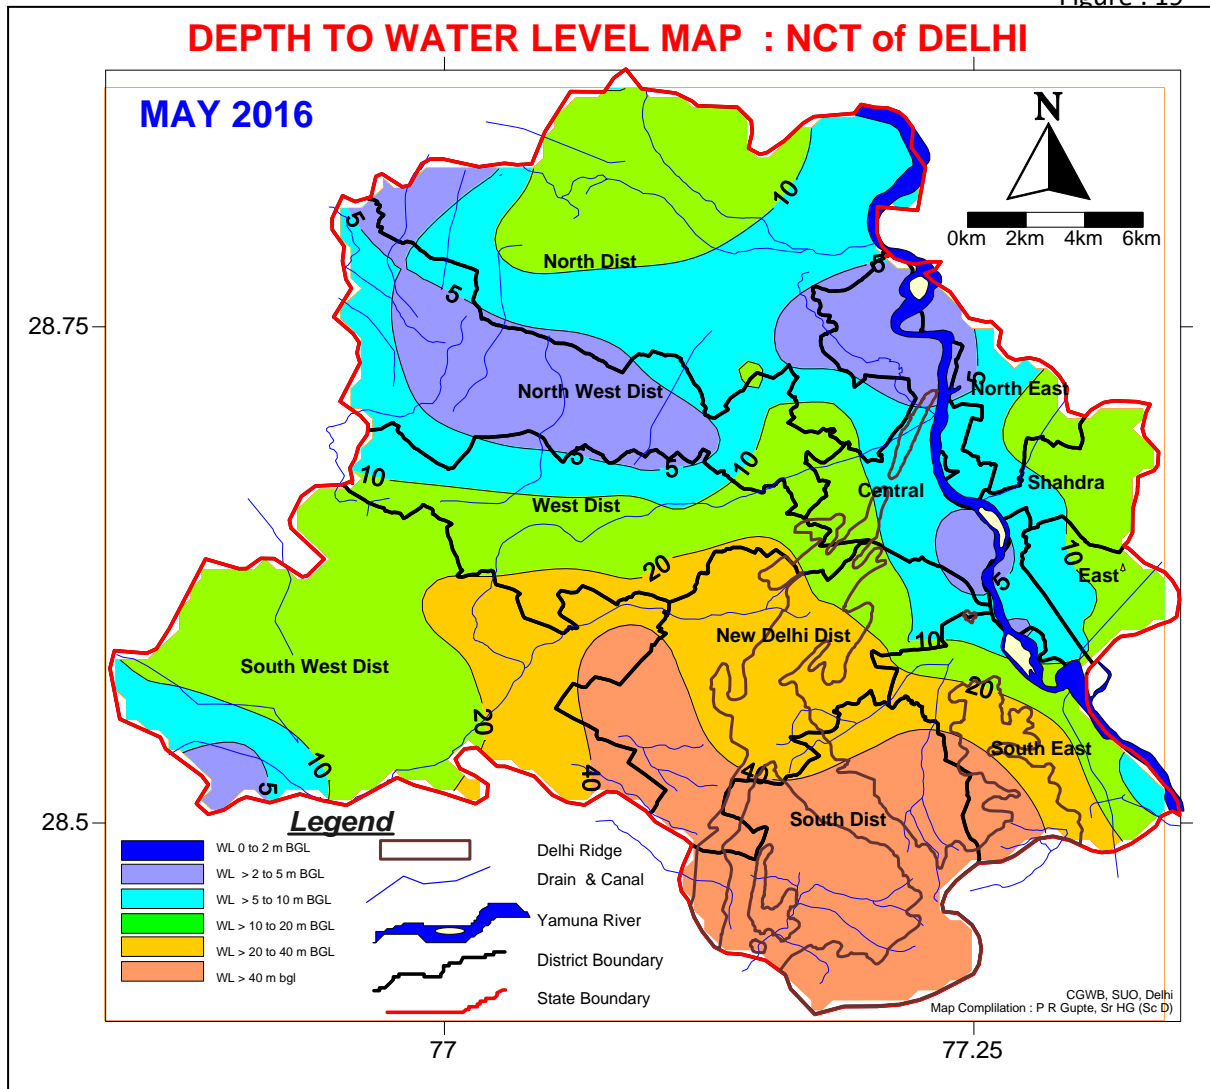 Figure : 19
DEPTH TO WATER LEVEL MAP : NCT of DELHI
MAY 2016
N
0km 2km 4km 6km
10
5
5
North Dist
5
28.75
5
North East
North West Dist
10
5
5
10
Central
Shahdra
West Dist
10
20
5
East
New Delhi Dist
10
South West Dist
20
20
South East
10
5
40
40
South Dist
28.5
Legend
WL 0 to 2 m BGL
WL > 2 to 5 m BGL
WL > 5 to 10 m BGL
WL > 10 to 20 m BGL
WL > 20 to 40 m BGL
WL > 40 m bgl
Delhi Ridge
Drain & Canal
Yamuna River
District Boundary
State Boundary
CGWB, SUO, Delhi
Map Complilation : P R Gupte, Sr HG (Sc D)
77
77.25